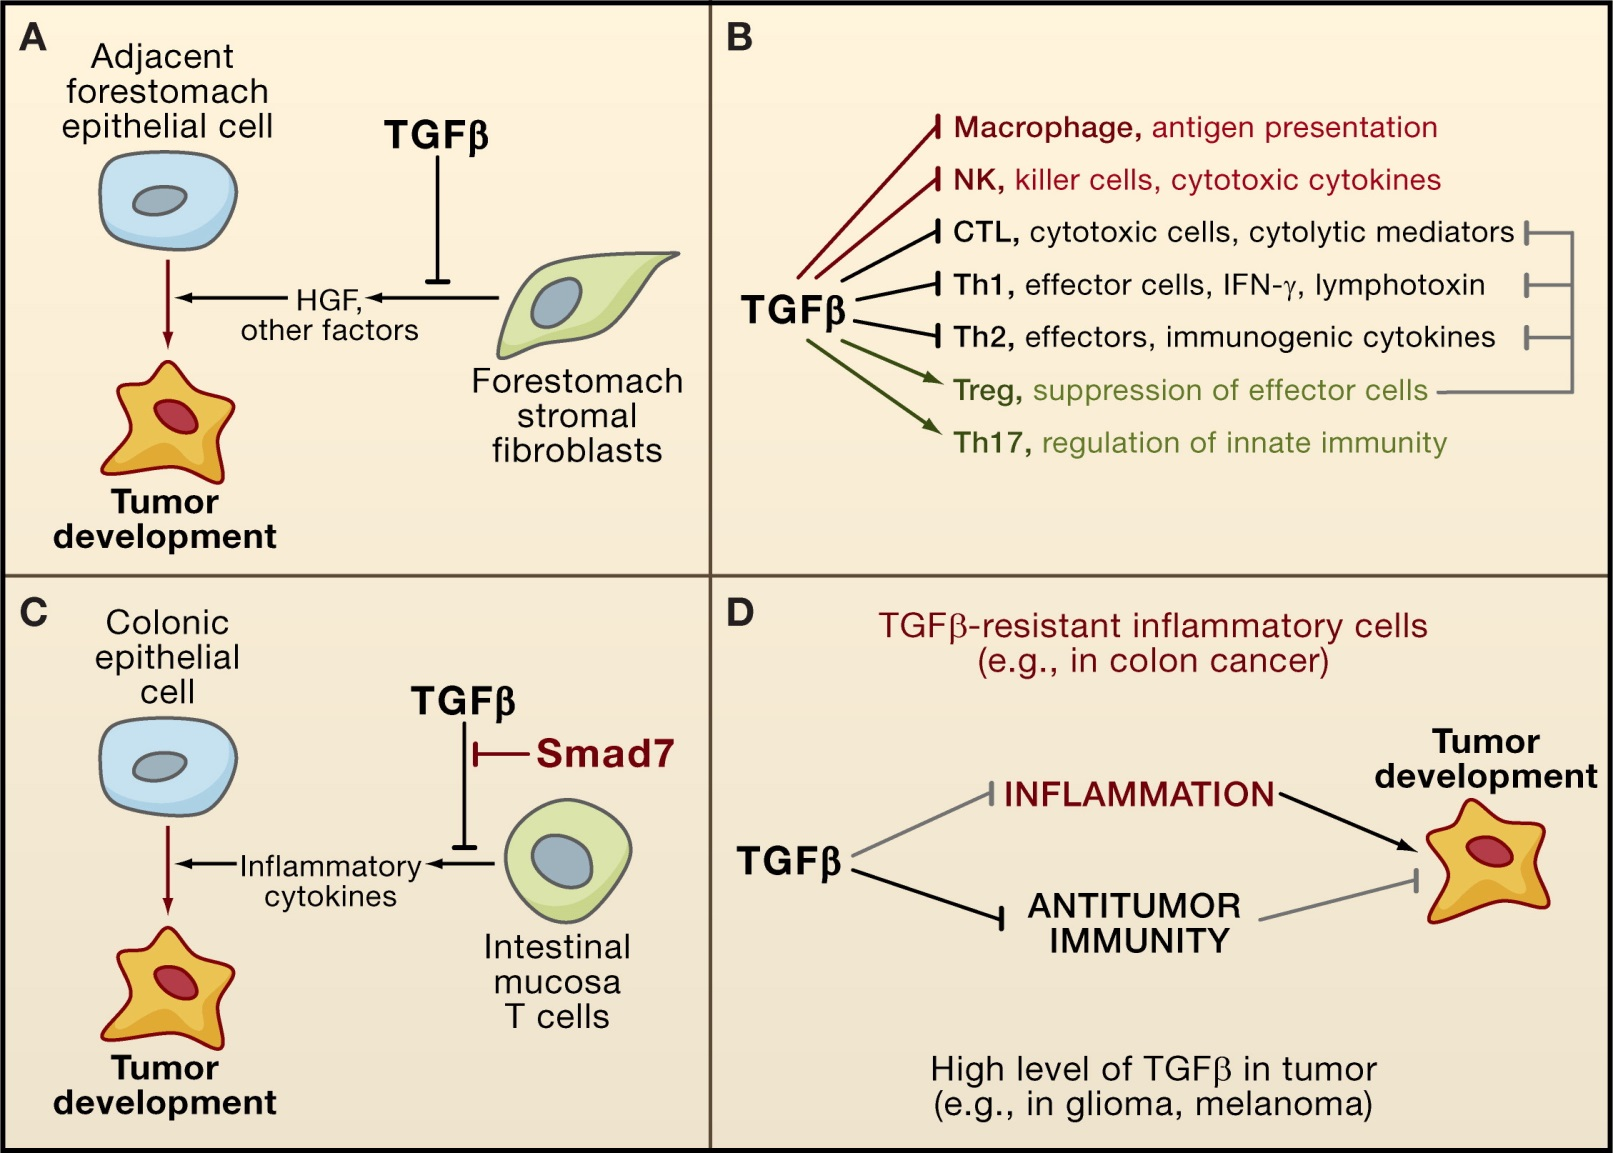 A
Adjacent
forestomach
epithelial cell
TGFβ
HGF,
other factors
Forestomach
stromal
fibroblasts
Tumor
development
B
Macrophage, antigen presentation
NK, killer cells, cytotoxic cytokines
CTL, cytotoxic cells, cytolytic mediators
Th1, effector cells, IFN-γ, lymphotoxin
TGFβ
Th2, effectors, immunogenic cytokines
Treg, suppression of effector cells
Th17, regulation of innate immunity
C
Colonic
epithelial
cell
TGFβ
Smad7
Inflammatory
cytokines
Intestinal
mucosa
T cells
Tumor
development
D
TGFβ-resistant inflammatory cells
(e.g., in colon cancer)
Tumor
development
INFLAMMATION
TGFβ
ANTITUMOR
IMMUNITY
High level of TGFβ in tumor
(e.g., in glioma, melanoma)